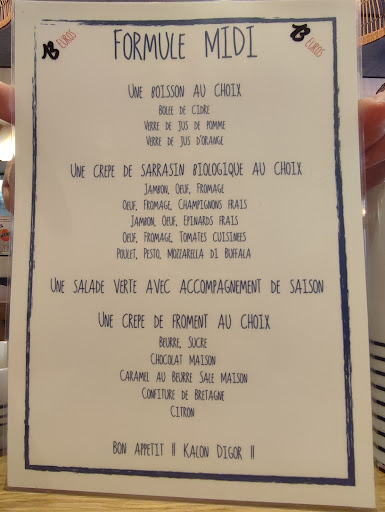 FORMULE MIDI
EUROS
EUROS
UNE BOISSON AU CHOIX
BOLEE DE CIDRE
VERRE DE JUS DE POMME
VERRE DE JUS D'ORANGE
UNE CREPE DE SARRASIN BIOLOGIQUE AU CHOIX
JAMBON, OEUF, FROMAGE
OEUF, FROMAGE, CHAMPIGNONS FRAIS
JAMBON, OEUF, EPINARDS FRAIS
OEUF, FROMAGE, TOMATES CUISINEES
POULET, PESTO, MOZZARELLA DI BUFFALA
UNE SALADE VERTE AVEC ACCOMPAGNEMENT DE SAISON
UNE CREPE DE FROMENT AU CHOIX
BEURRE, SUCRE
CHOCOLAT MAISON
CARAMEL AU BEURRE SALE MAISON
CONFITURE DE BRETAGNE
CITRON
BON APPETIT !! KALON DIGOR !!